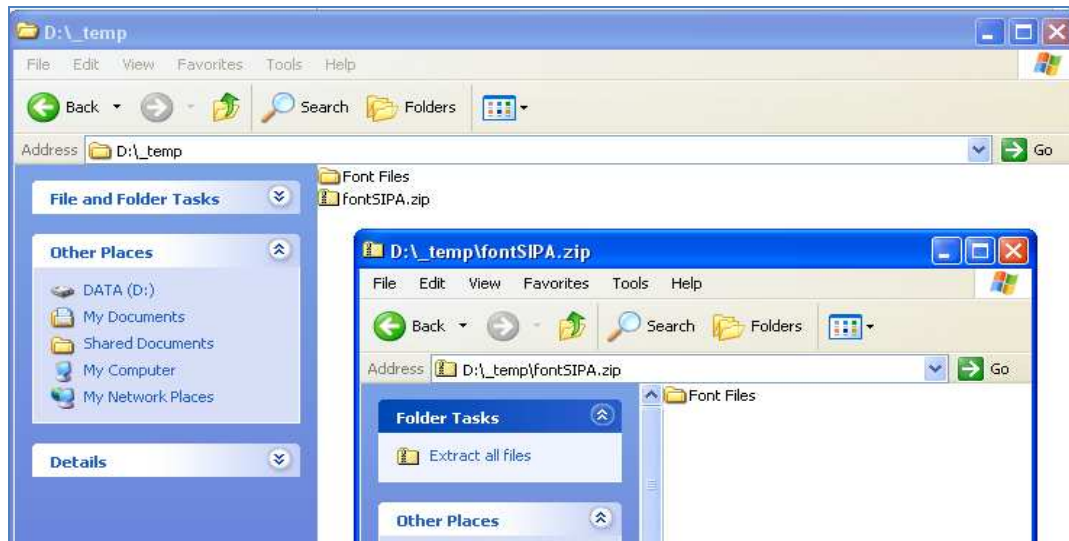 D:\_temp
File Edit View Favorites Tools Help
Back Search Folders
Address D:\_temp Go
File and Folder Tasks
Other Places
DATA (D:)
My Documents
Shared Documents
My Computer
My Network Places
Details
Font Files
fontSIPA.zip
D:\_temp\fontSIPA.zip
File Edit View Favorites Tools Help
Back Search Folders
Address D:\_temp\fontSIPA.zip Go
Folder Tasks
Extract all files
Other Places
Font Files